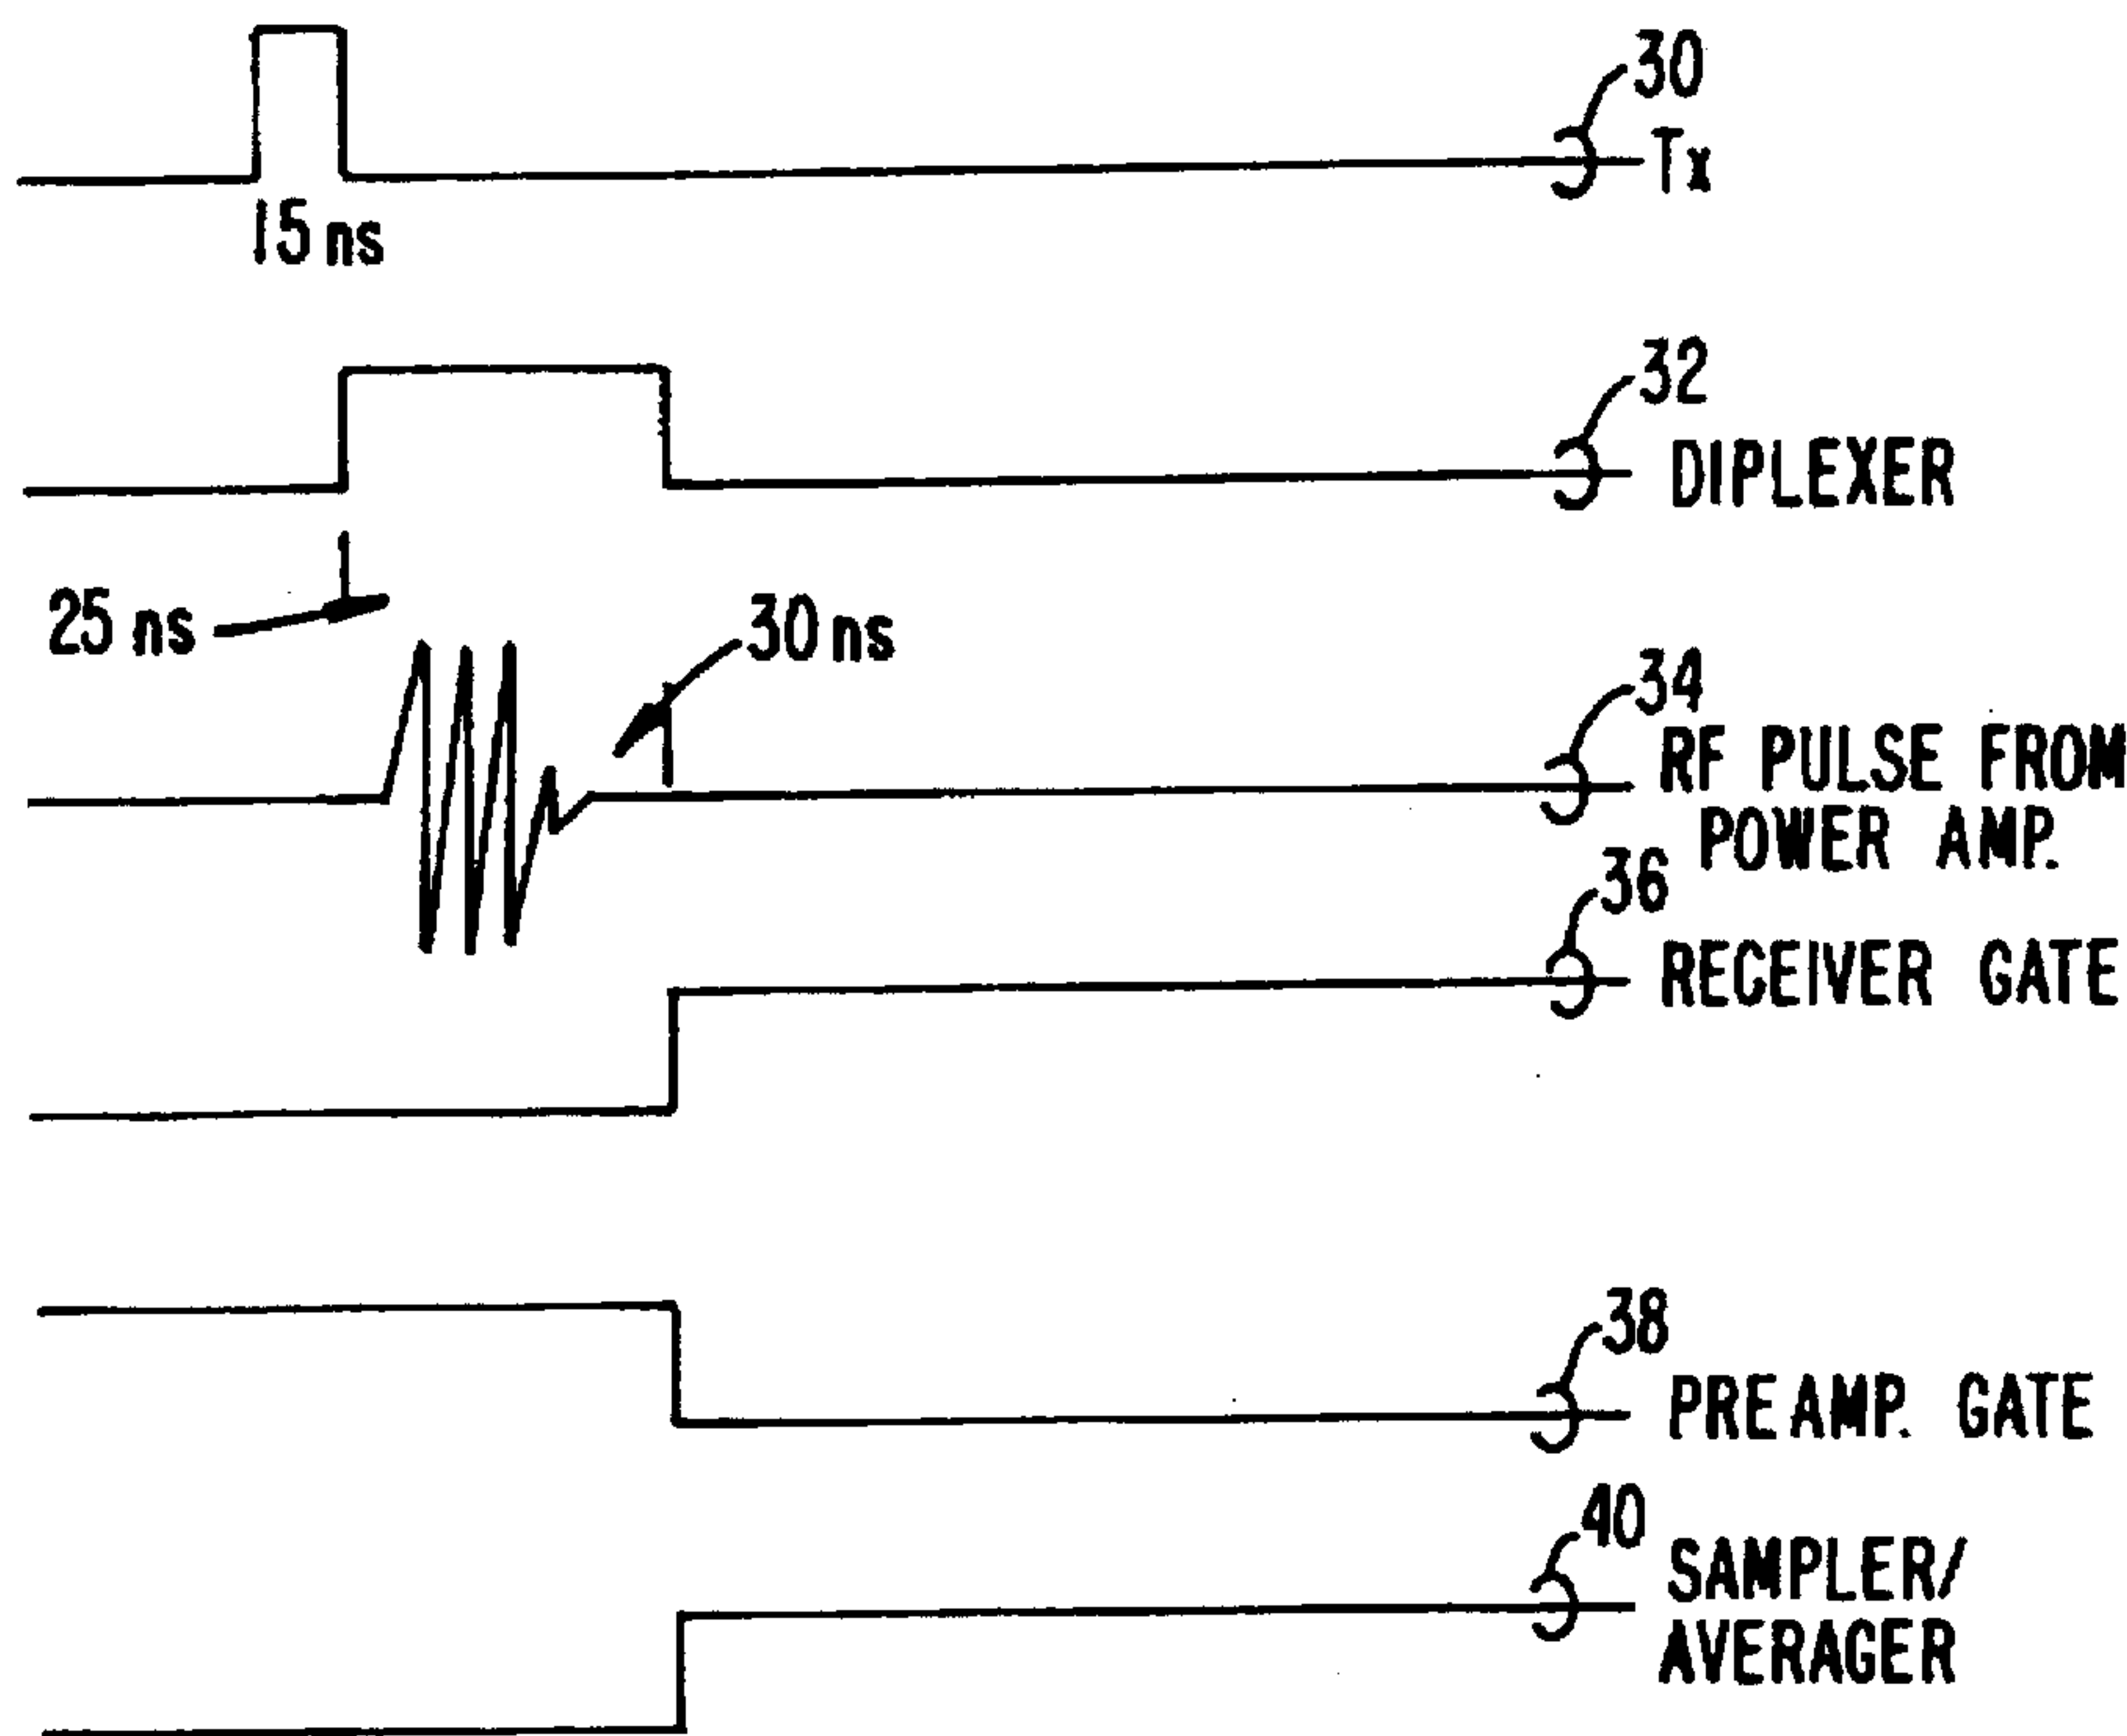 30
Tx
15 ns
32
DIPLEXER
25 ns
30 ns
34
RF PULSE FROM
POWER AMP.
36
RECEIVER GATE
38
PREAMP. GATE
40
SAMPLER/
AVERAGER